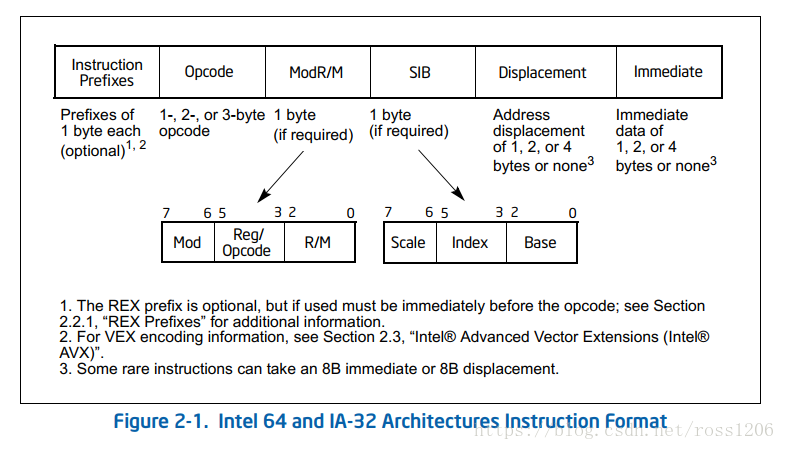 Instruction Prefixes
Opcode
ModR/M
SIB
Displacement
Immediate
Prefixes of
1 byte each
(optional)1, 2
1-, 2-, or 3-byte
opcode
1 byte
(if required)
1 byte
(if required)
Address
displacement
of 1, 2, or 4
bytes or none3
Immediate
data of
1, 2, or 4
bytes or none3
7 6 5 3 2 0
Mod
Reg/
Opcode
R/M
7 6 5 3 2 0
Scale
Index
Base
1. The REX prefix is optional, but if used must be immediately before the opcode; see Section
2.2.1, “REX Prefixes” for additional information.
2. For VEX encoding information, see Section 2.3, “Intel® Advanced Vector Extensions (Intel®
AVX)”.
3. Some rare instructions can take an 8B immediate or 8B displacement.
Figure 2-1. Intel 64 and IA-32 Architectures Instruction Format
https://blog.csdn.net/ross1206